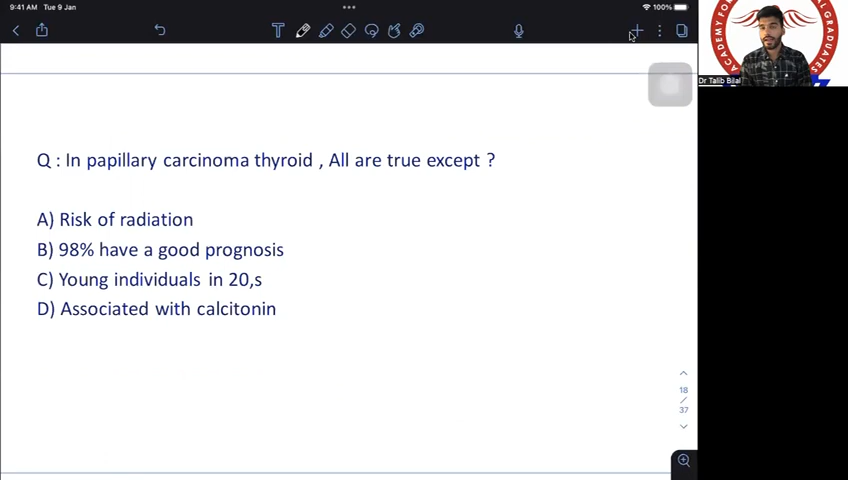 9:41 AM Tue 9 Jan
100%
ACADEMY FOR
GRADUATES
Dr Talib Bilal
Q : In papillary carcinoma thyroid , All are true except ?
A) Risk of radiation
B) 98% have a good prognosis
C) Young individuals in 20,s
D) Associated with calcitonin
18
/
37